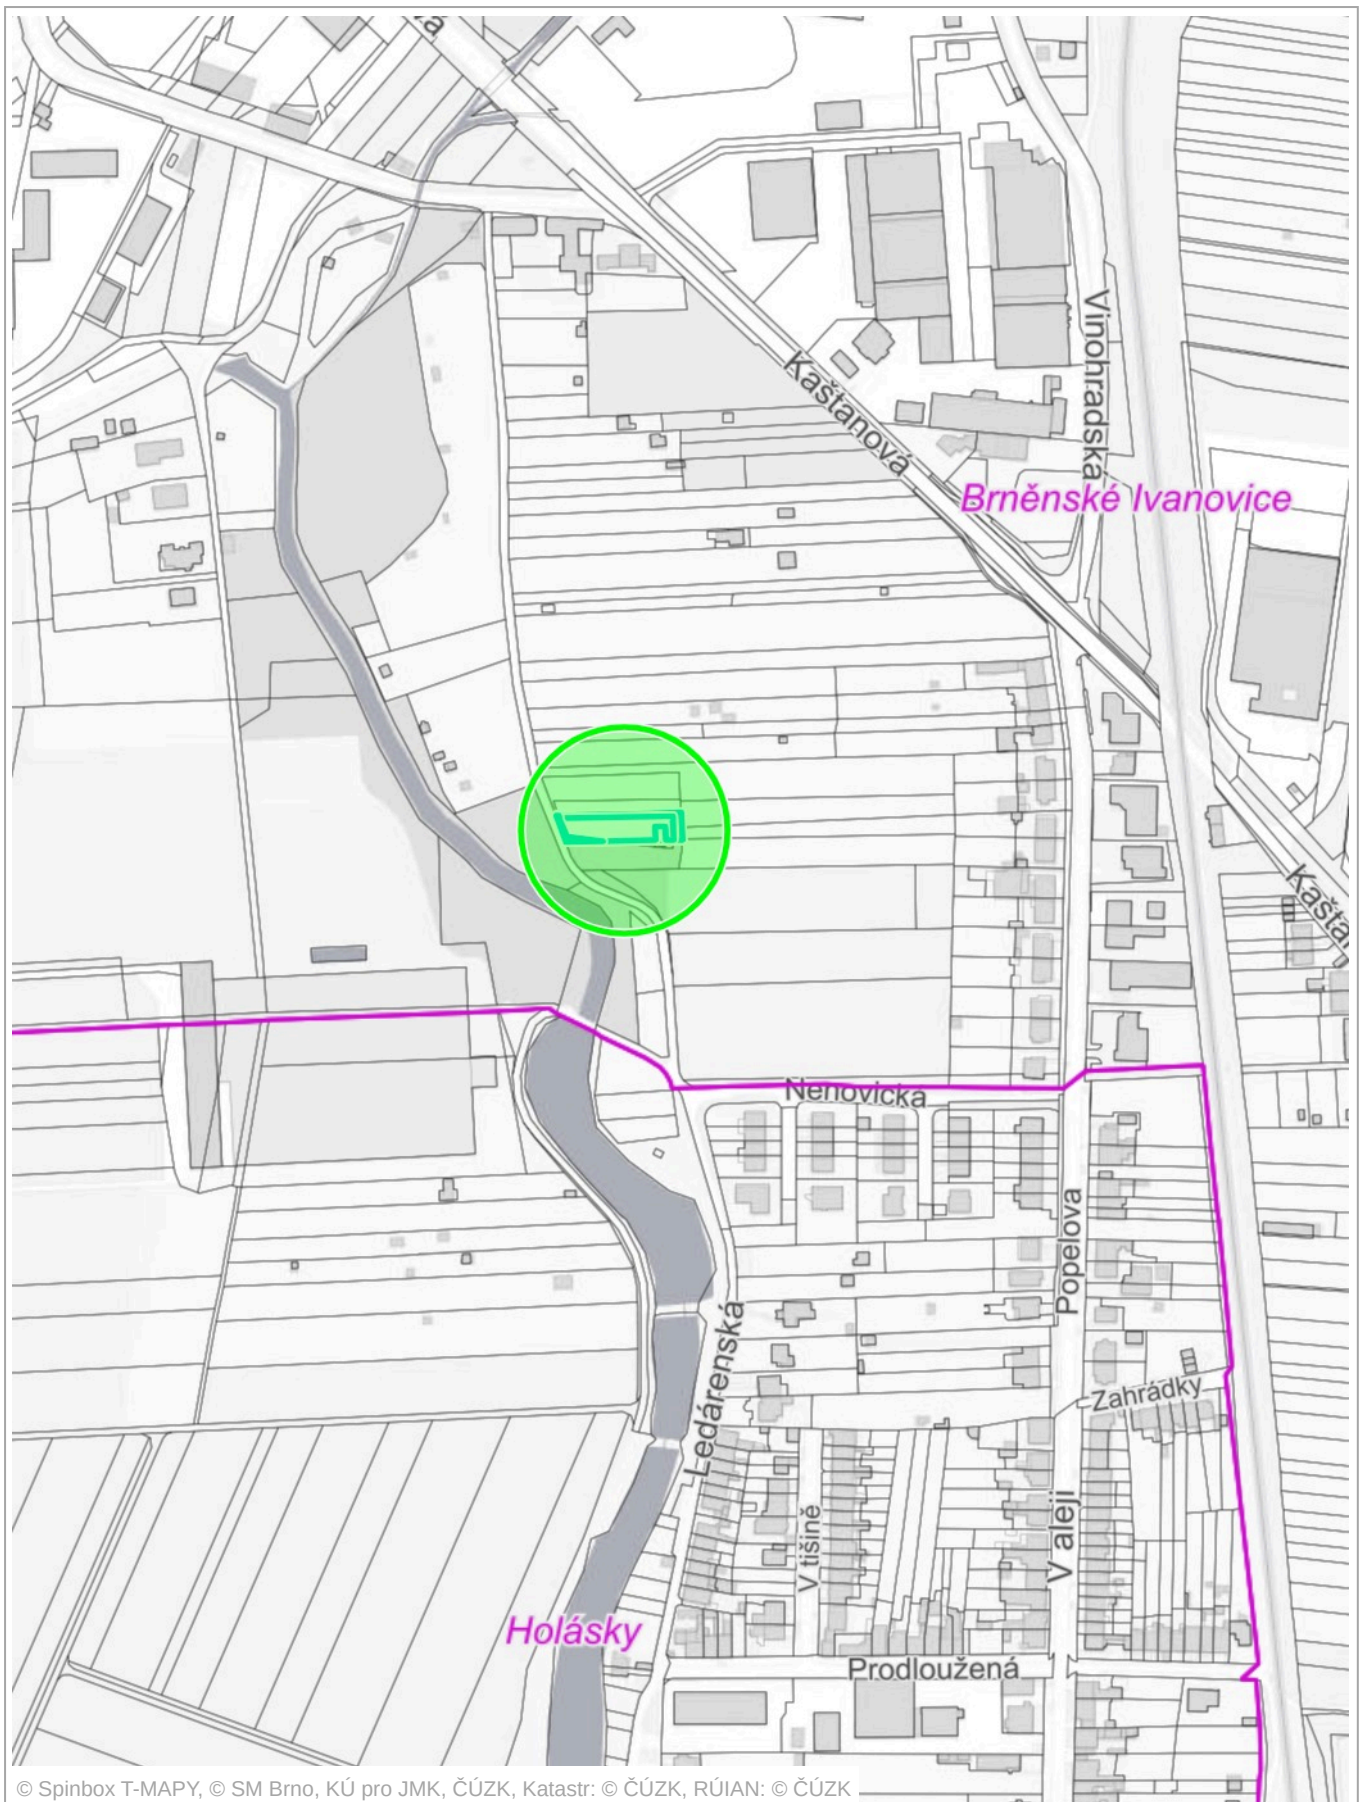 Kaštanová
Vinohradská
Brněnské Ivanovice
Nenovická
Popelova
Ledárenská
Zahrádky
V aleji
V tišině
Holásky
Prodloužená
© Spinbox T-MAPY, © SM Brno, KÚ pro JMK, ČÚZK, Katastr: © ČÚZK, RÚIAN: © ČÚZK